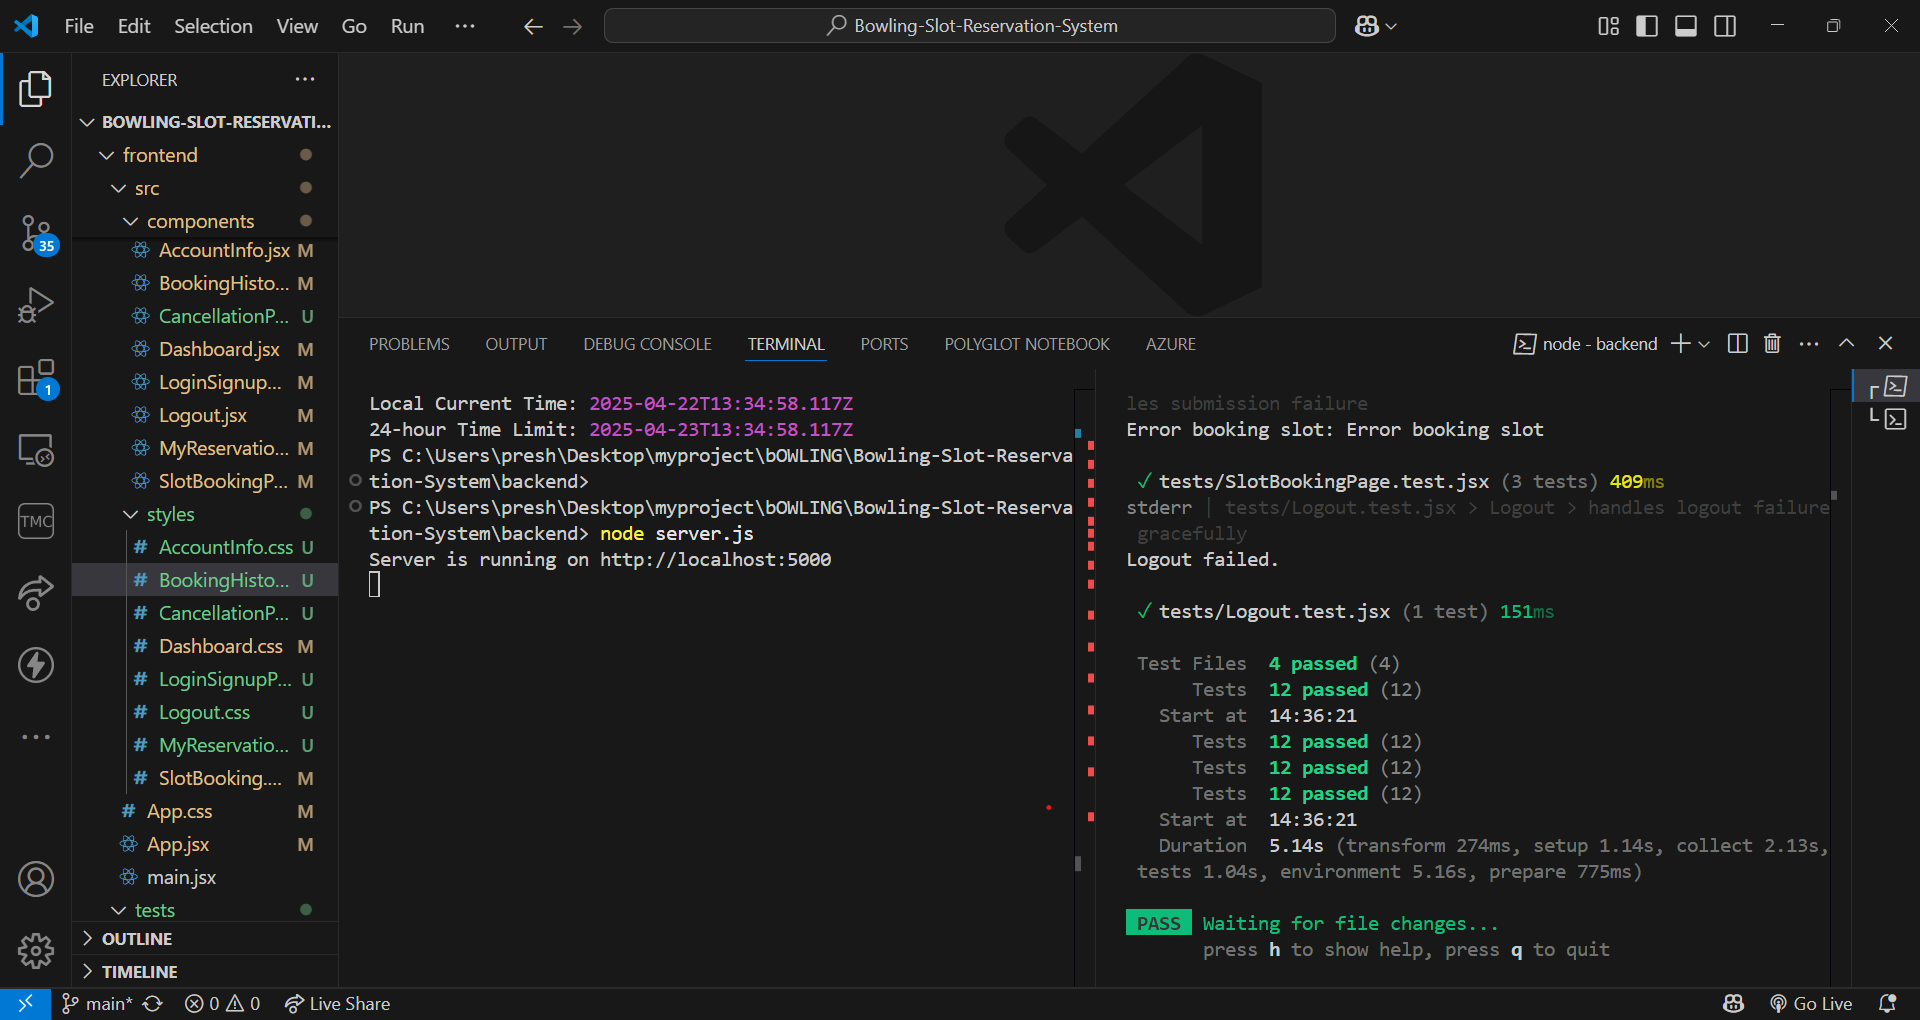 File Edit Selection View Go Run ...
Bowling-Slot-Reservation-System
EXPLORER
BOWLING-SLOT-RESERVATI...
frontend
src
components
AccountInfo.jsx M
BookingHisto... M
CancellationP... U
Dashboard.jsx M
LoginSignup... M
Logout.jsx M
MyReservatio... M
SlotBookingP... M
styles
# AccountInfo.css U
# BookingHisto... U
# CancellationP... U
# Dashboard.css M
# LoginSignupP... U
# Logout.css U
# MyReservatio... U
# SlotBooking.... M
# App.css M
App.jsx M
main.jsx
tests
OUTLINE
TIMELINE
35
1
TMC
PROBLEMS OUTPUT DEBUG CONSOLE TERMINAL PORTS POLYGLOT NOTEBOOK AZURE
node - backend
Local Current Time: 2025-04-22T13:34:58.117Z
24-hour Time Limit: 2025-04-23T13:34:58.117Z
PS C:\Users\presh\Desktop\myproject\bOWLING\Bowling-Slot-Reserva
tion-System\backend>
PS C:\Users\presh\Desktop\myproject\bOWLING\Bowling-Slot-Reserva
tion-System\backend> node server.js
Server is running on http://localhost:5000
les submission failure
Error booking slot: Error booking slot
✓ tests/SlotBookingPage.test.jsx (3 tests) 409ms
stderr | tests/Logout.test.jsx > Logout > handles logout failure
gracefully
Logout failed.
✓ tests/Logout.test.jsx (1 test) 151ms
Test Files 4 passed (4)
Tests 12 passed (12)
Start at 14:36:21
Tests 12 passed (12)
Tests 12 passed (12)
Tests 12 passed (12)
Start at 14:36:21
Duration 5.14s (transform 274ms, setup 1.14s, collect 2.13s,
tests 1.04s, environment 5.16s, prepare 775ms)
PASS Waiting for file changes...
press h to show help, press q to quit
main* 0 0 Live Share
Go Live